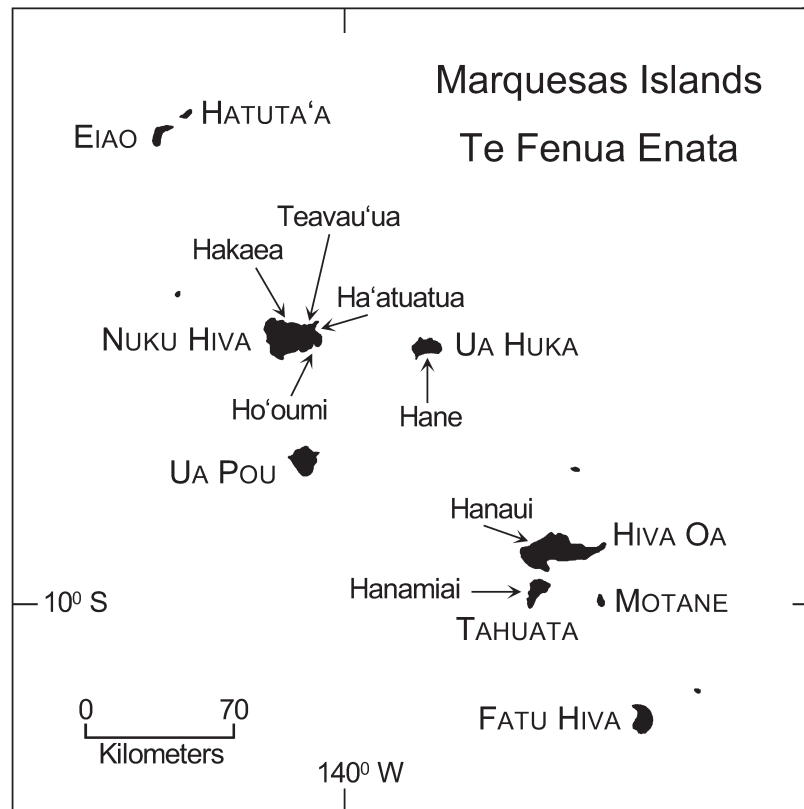 Marquesas Islands
Te Fenua Enata
HATUTA‘A
EIAO
Teavau‘ua
Hakaea
Ha‘atuatua
NUKU HIVA
UA HUKA
Ho‘oumi
Hane
UA POU
Hanaui
HIVA OA
Hanamiai
10⁰ S
MOTANE
TAHUATA
0 70
Kilometers
FATU HIVA
140⁰ W